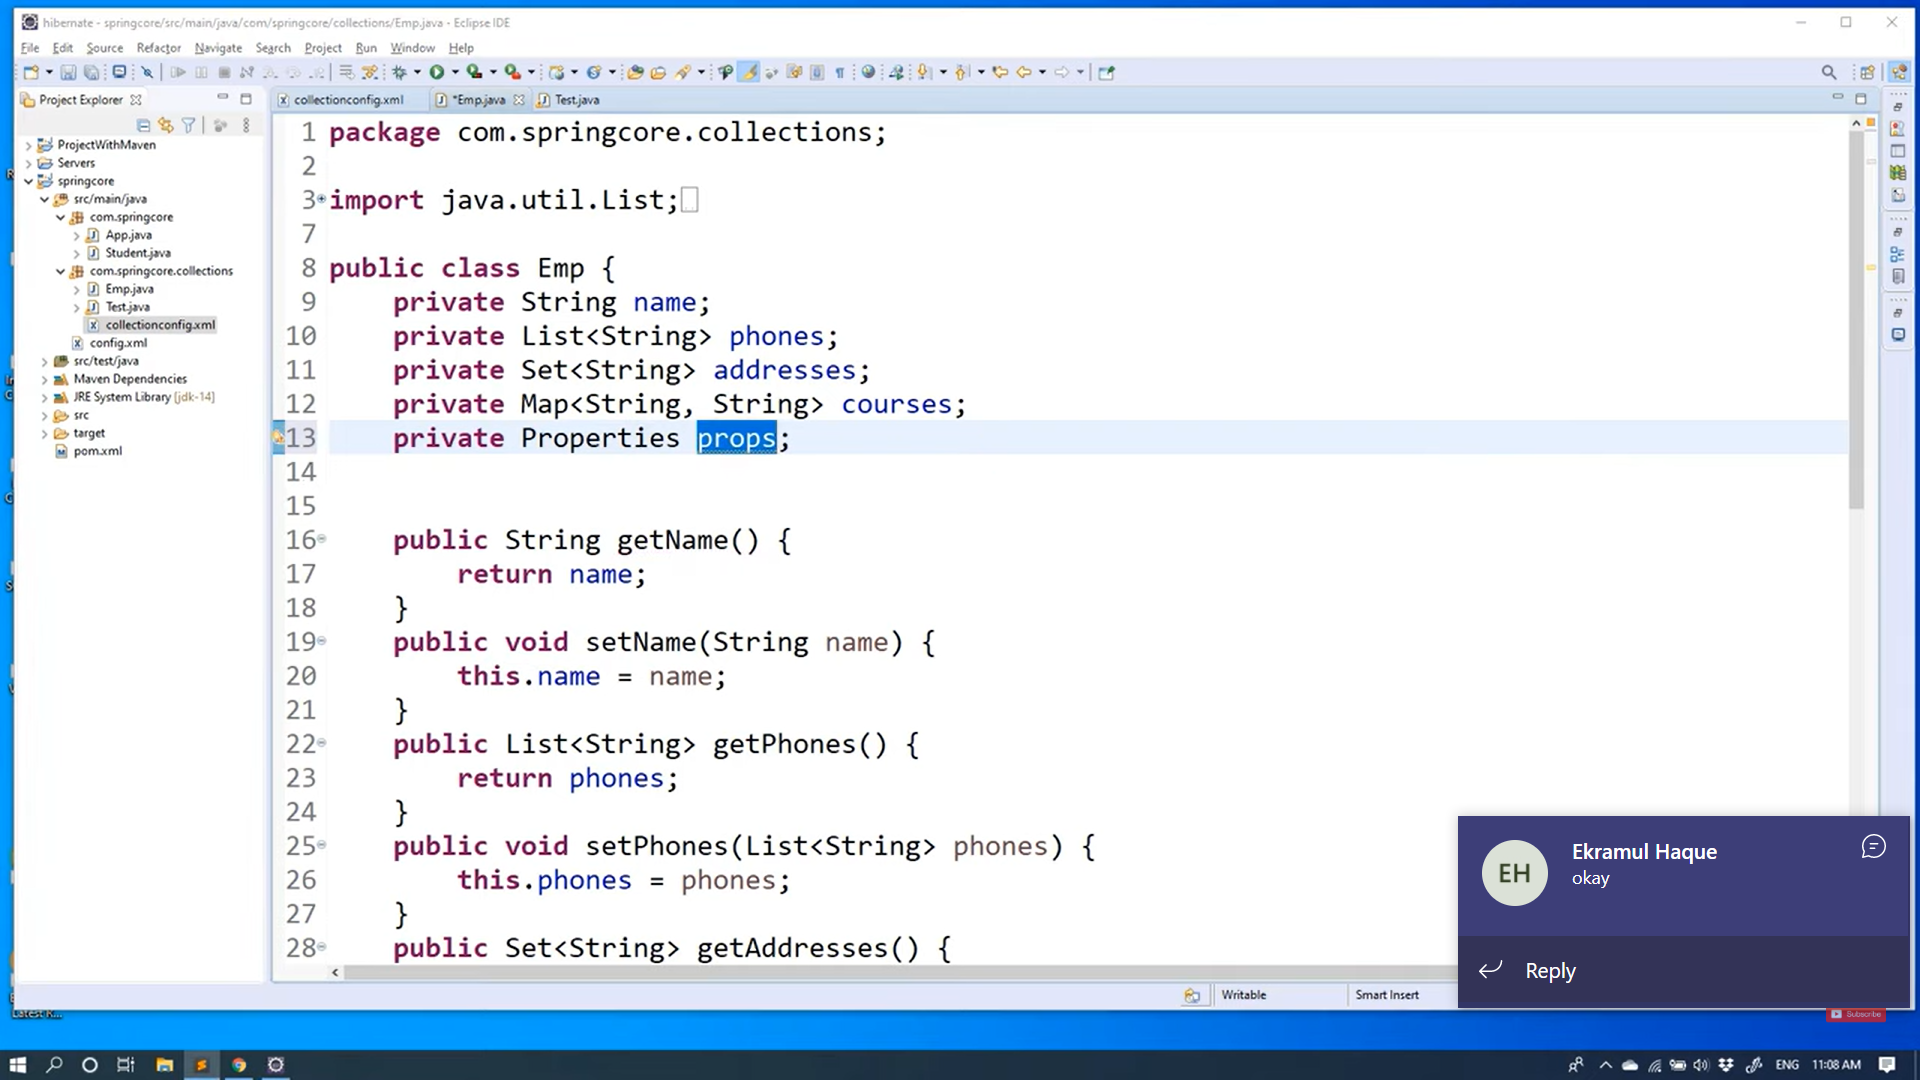 hibernate - springcore/src/main/java/com/springcore/collections/Emp.java - Eclipse IDE
File Edit Source Refactor Navigate Search Project Run Window Help
Project Explorer
collectionconfig.xml *Emp.java Test.java
ProjectWithMaven
Servers
springcore
src/main/java
com.springcore
App.java
Student.java
com.springcore.collections
Emp.java
Test.java
collectionconfig.xml
config.xml
src/test/java
Maven Dependencies
JRE System Library [jdk-14]
src
target
pom.xml
1 package com.springcore.collections;
2
3 import java.util.List;
7
8 public class Emp {
9 private String name;
10 private List<String> phones;
11 private Set<String> addresses;
12 private Map<String, String> courses;
13 private Properties props;
14
15
16 public String getName() {
17 return name;
18 }
19 public void setName(String name) {
20 this.name = name;
21 }
22 public List<String> getPhones() {
23 return phones;
24 }
25 public void setPhones(List<String> phones) {
26 this.phones = phones;
27 }
28 public Set<String> getAddresses() {
EH
Ekramul Haque
okay
Reply
Writable Smart Insert
Subscribe
Latest R...
ENG 11:08 AM